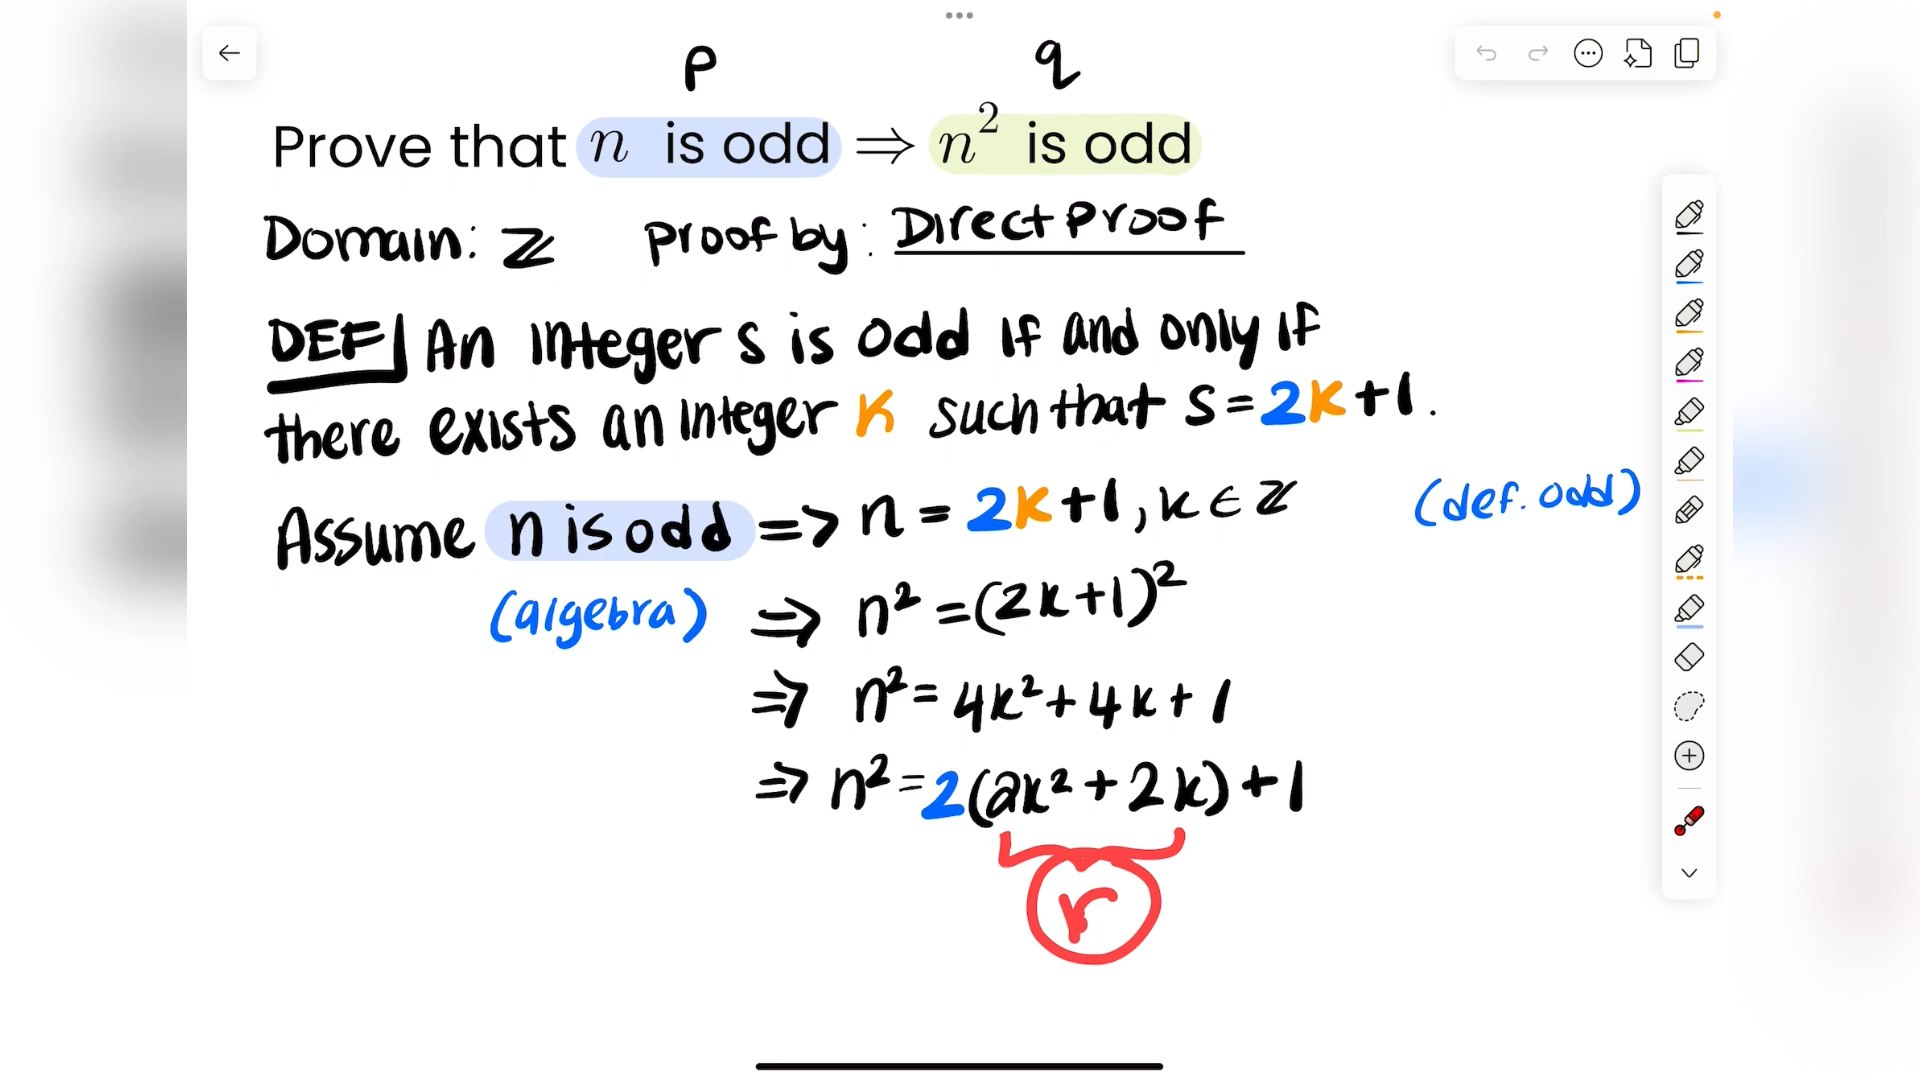 p q
Prove that n is odd ⇒ n² is odd
Domain: ℤ Proof by: Direct Proof
DEF| An integer s is odd if and only if
there exists an integer k such that s = 2k+1.
Assume n is odd => n = 2k+1, k ∈ ℤ (def. odd)
(algebra) ⇒ n² = (2k+1)²
⇒ n² = 4k² + 4k + 1
⇒ n² = 2(2k² + 2k) + 1
r